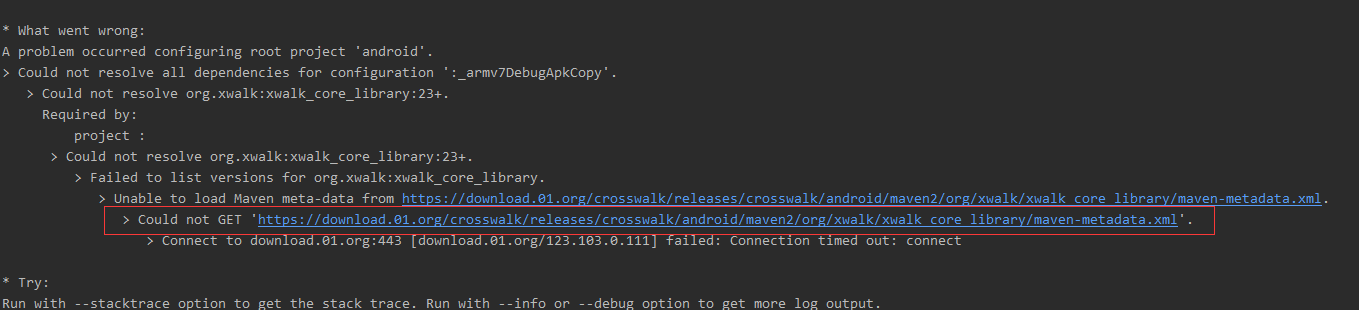 * What went wrong:
A problem occurred configuring root project 'android'.
> Could not resolve all dependencies for configuration ':_armv7DebugApkCopy'.
> Could not resolve org.xwalk:xwalk_core_library:23+.
Required by:
project :
> Could not resolve org.xwalk:xwalk_core_library:23+.
> Failed to list versions for org.xwalk:xwalk_core_library.
> Unable to load Maven meta-data from https://download.01.org/crosswalk/releases/crosswalk/android/maven2/org/xwalk/xwalk_core_library/maven-metadata.xml.
> Could not GET 'https://download.01.org/crosswalk/releases/crosswalk/android/maven2/org/xwalk/xwalk_core_library/maven-metadata.xml'.
> Connect to download.01.org:443 [download.01.org/123.103.0.111] failed: Connection timed out: connect
* Try:
Run with --stacktrace option to get the stack trace. Run with --info or --debug option to get more log output.